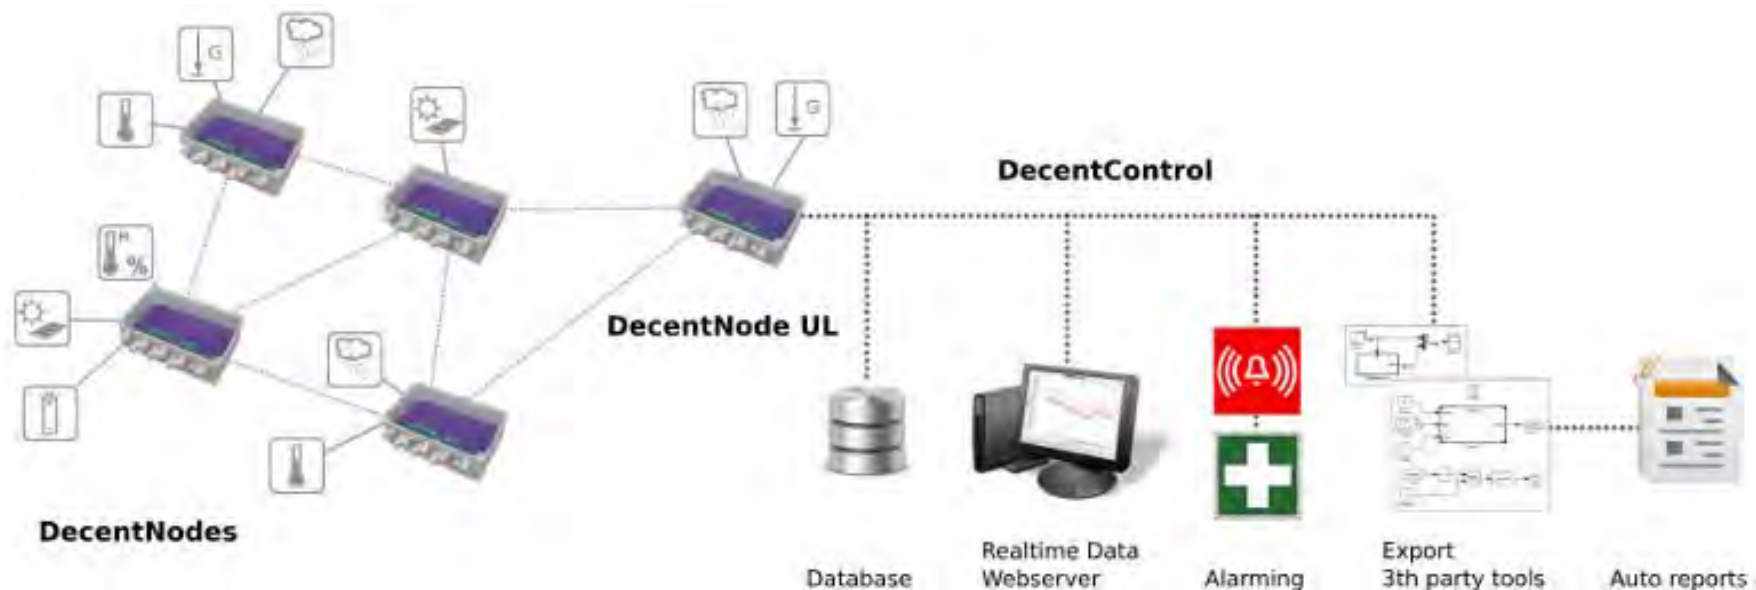 G
G
DecentControl
H
%
DecentNode UL
DecentNodes
Realtime Data
Export
Database
Webserver
Alarming
3th party tools
Auto reports